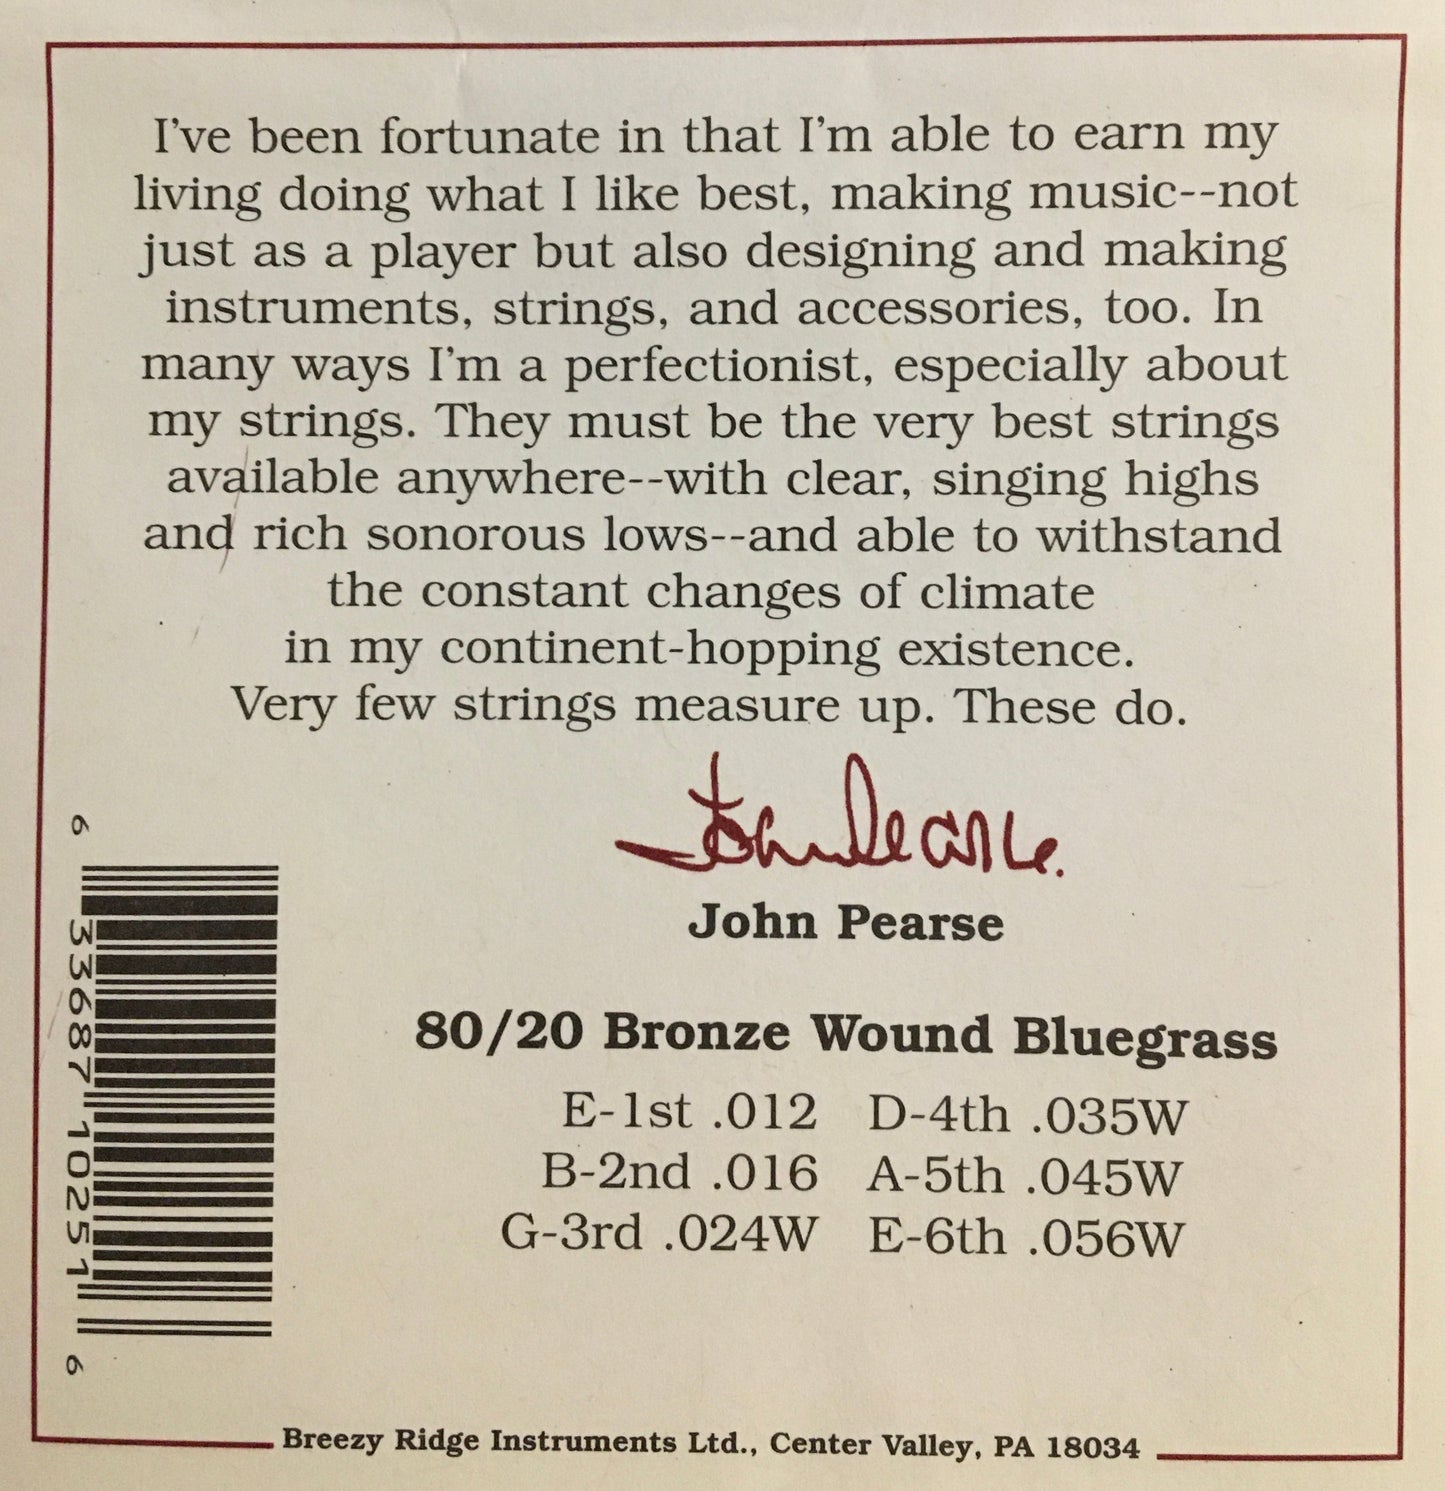 I've been fortunate in that I'm able to earn my
living doing what I like best, making music--not
just as a player but also designing and making
instruments, strings, and accessories, too. In
many ways I'm a perfectionist, especially about
my strings. They must be the very best strings
available anywhere--with clear, singing highs
and rich sonorous lows--and able to withstand
the constant changes of climate
in my continent-hopping existence.
Very few strings measure up. These do.
John Pearse.
John Pearse
80/20 Bronze Wound Bluegrass
E-1st .012 D-4th .035W
B-2nd .016 A-5th .045W
G-3rd .024W E-6th .056W
6 33687 10251 6
Breezy Ridge Instruments Ltd., Center Valley, PA 18034